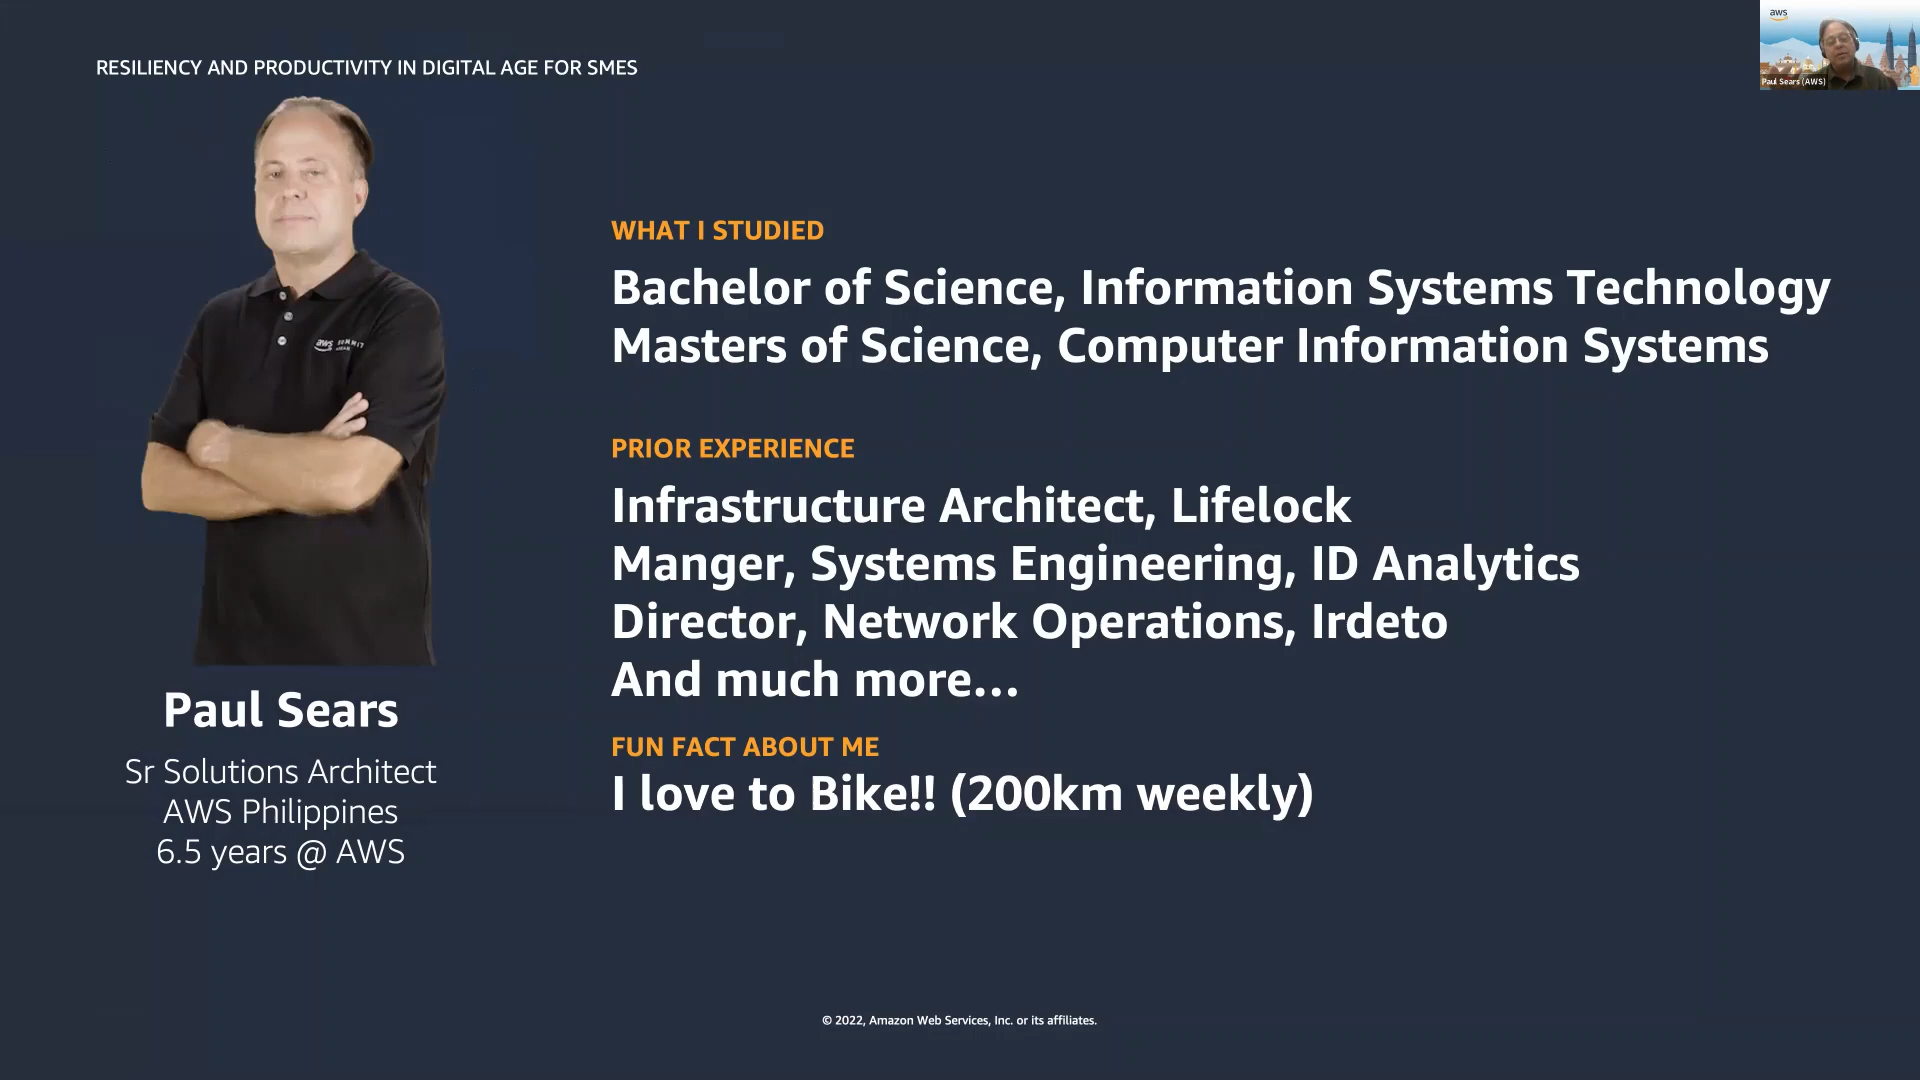 RESILIENCY AND PRODUCTIVITY IN DIGITAL AGE FOR SMES
aws
Paul Sears (AWS)
aws SUMMIT
WHAT I STUDIED
Bachelor of Science, Information Systems Technology
Masters of Science, Computer Information Systems
PRIOR EXPERIENCE
Infrastructure Architect, Lifelock
Manger, Systems Engineering, ID Analytics
Director, Network Operations, Irdeto
And much more...
FUN FACT ABOUT ME
I love to Bike!! (200km weekly)
Paul Sears
Sr Solutions Architect
AWS Philippines
6.5 years @ AWS
© 2022, Amazon Web Services, Inc. or its affiliates.